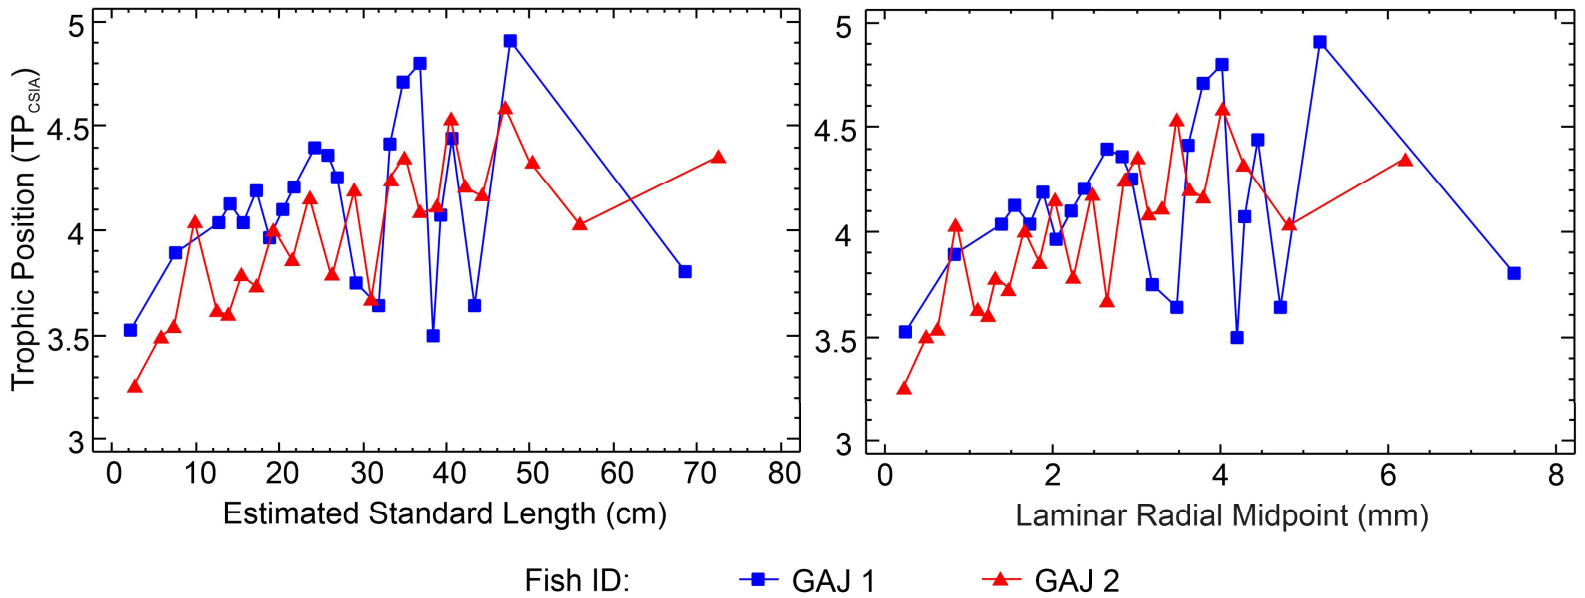 Trophic Position (TP CSIA)
5
4.5
4
3.5
3
0 10 20 30 40 50 60 70 80
Estimated Standard Length (cm)
5
4.5
4
3.5
3
0 2 4 6 8
Laminar Radial Midpoint (mm)
Fish ID: GAJ 1 GAJ 2